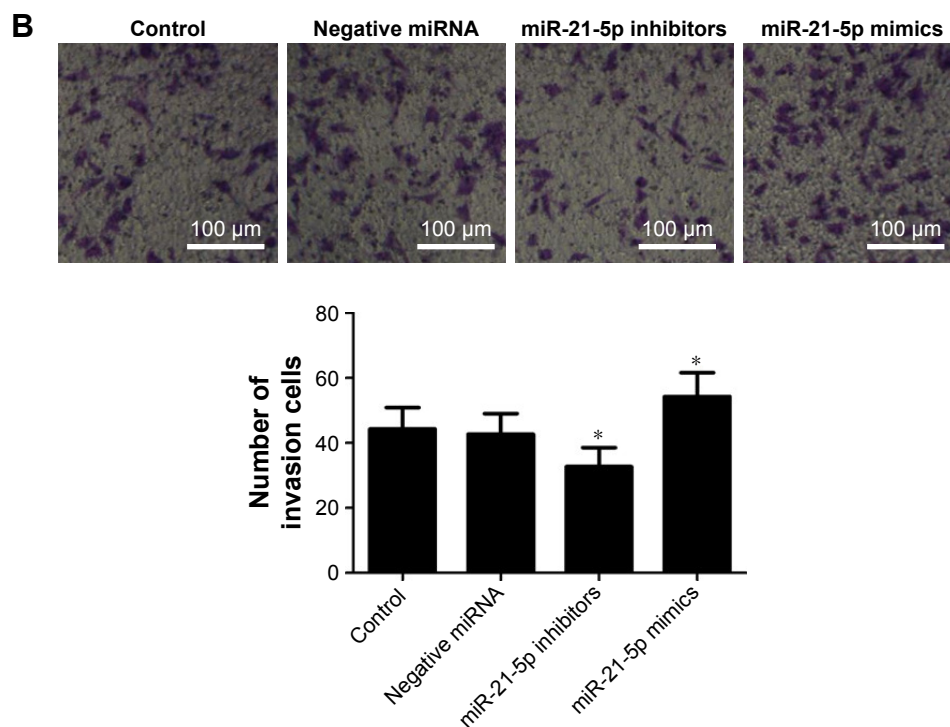 B
Control Negative miRNA miR-21-5p inhibitors miR-21-5p mimics
100 µm 100 µm 100 µm 100 µm
80
60
40
20
0
Number of
invasion cells
*
*
Control
Negative miRNA
miR-21-5p inhibitors
miR-21-5p mimics